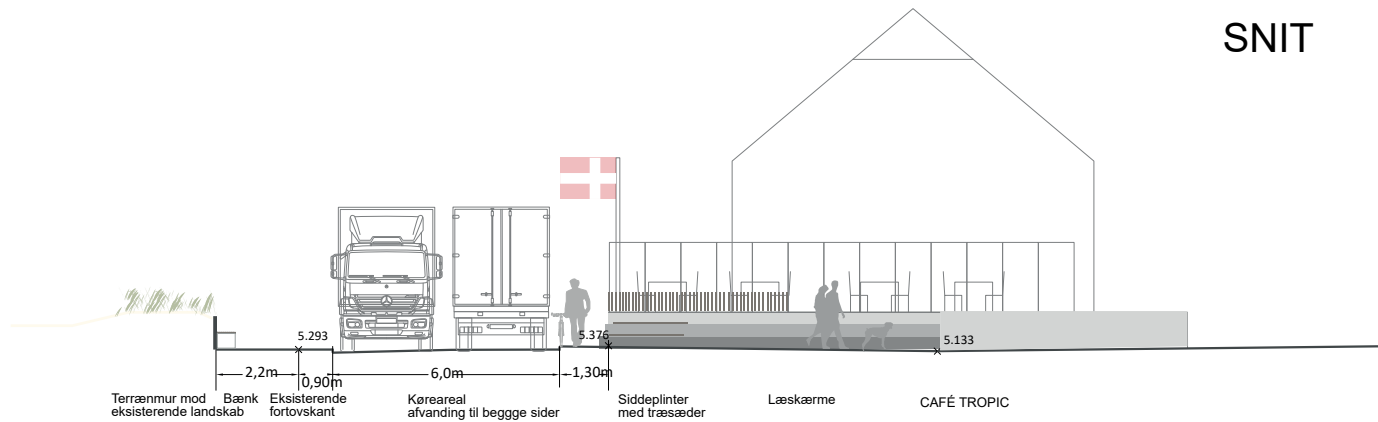 SNIT
5.293
5.376
5.133
2,2m
0,90m
6,0m
1,30m
Terrænmur mod
eksisterende landskab
Bænk
Eksisterende
fortovskant
Køreareal
afvanding til beggge sider
Siddeplinter
med træsæder
Læskærme
CAFÉ TROPIC